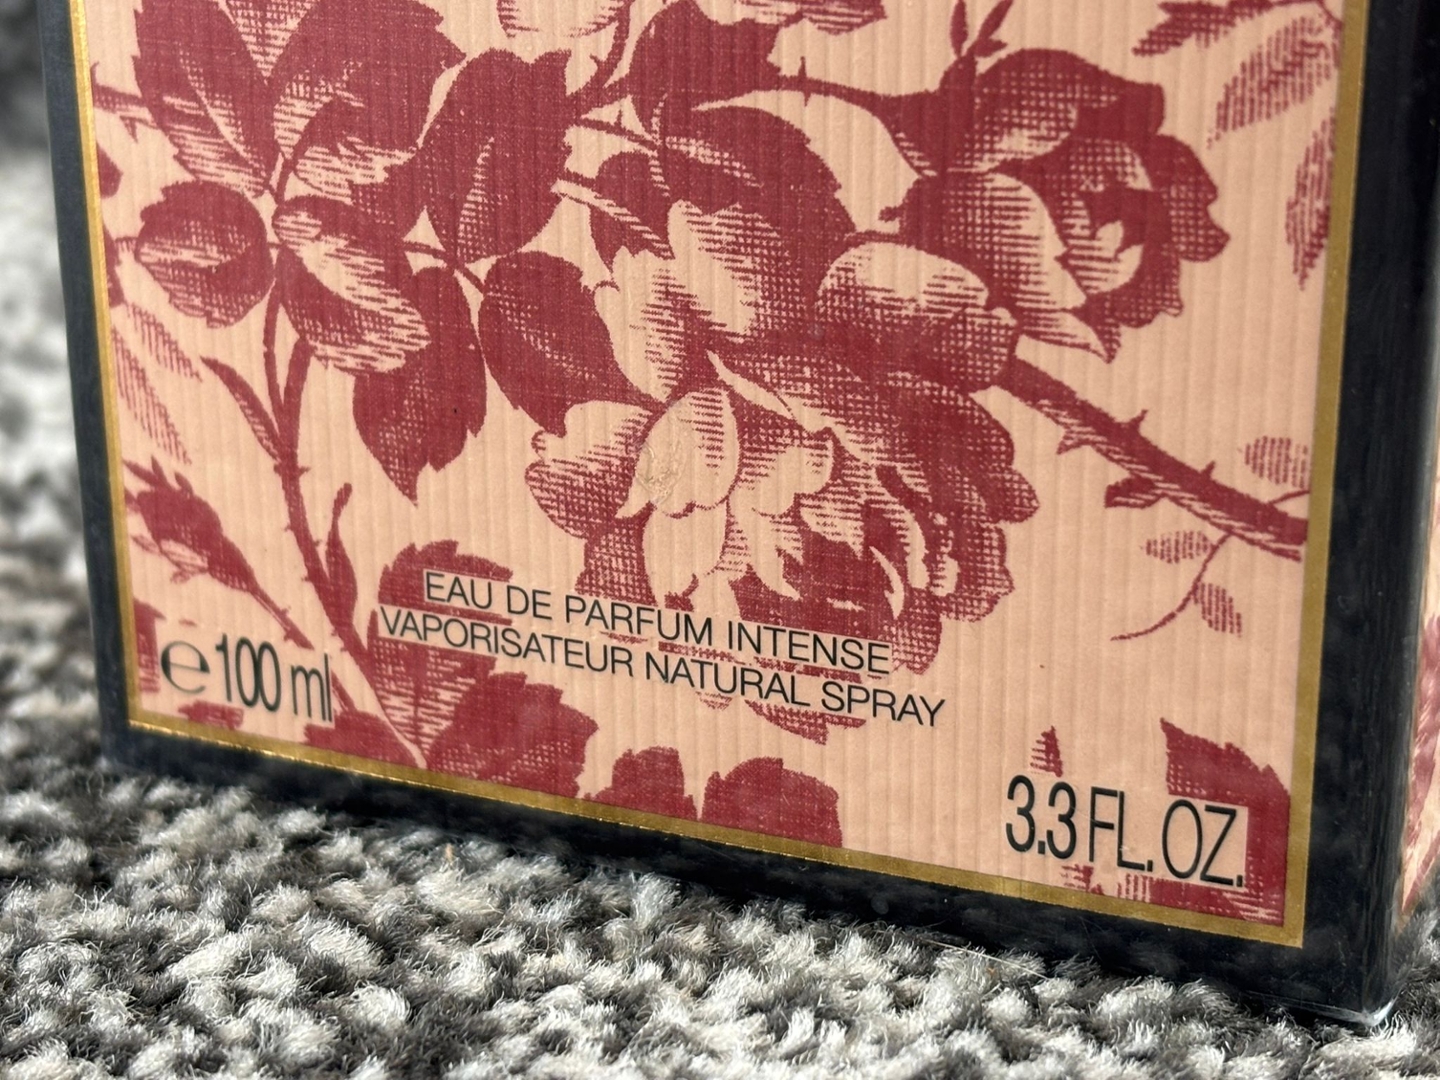 EAU DE PARFUM INTENSE
VAPORISATEUR NATURAL SPRAY
e 100 ml
3.3 FL. OZ.